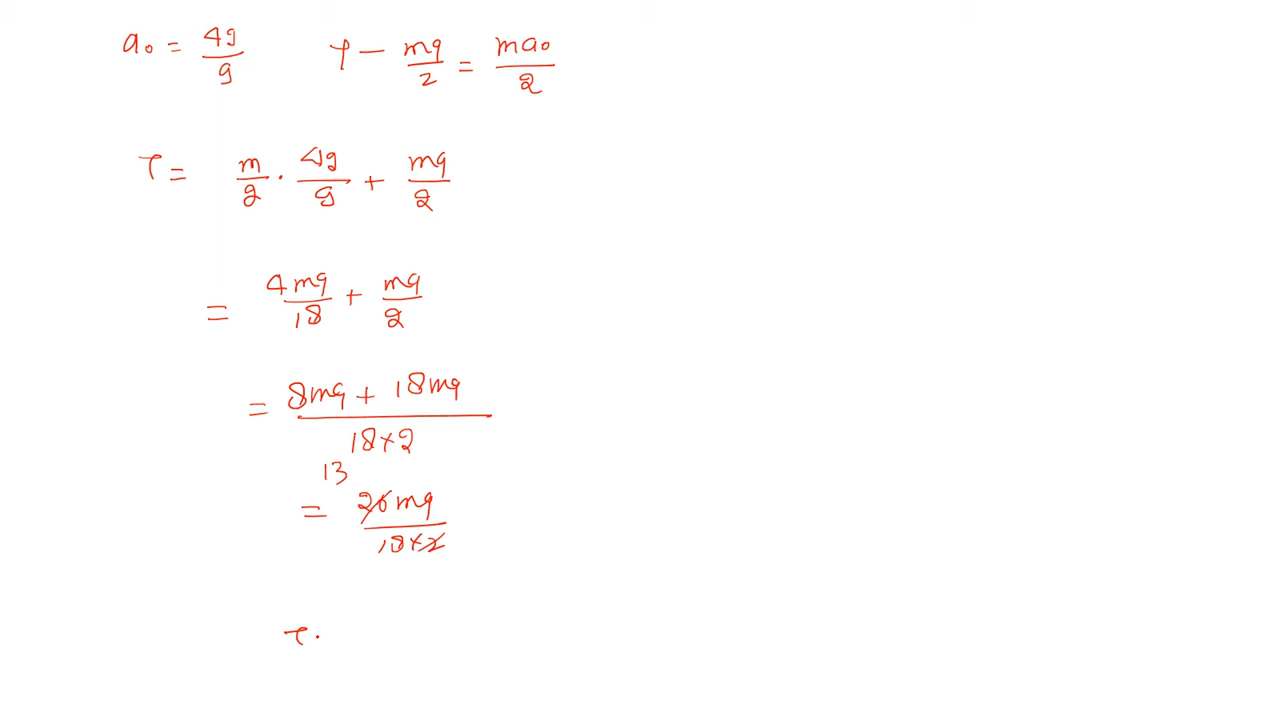 a₀ = 4g/9 T − mg/2 = ma₀/2
T = m/2 · 4g/9 + mg/2
= 4mg/18 + mg/2
= (8mg + 18mg)/(18×2)
13
= 26mg/(18×2)
T.